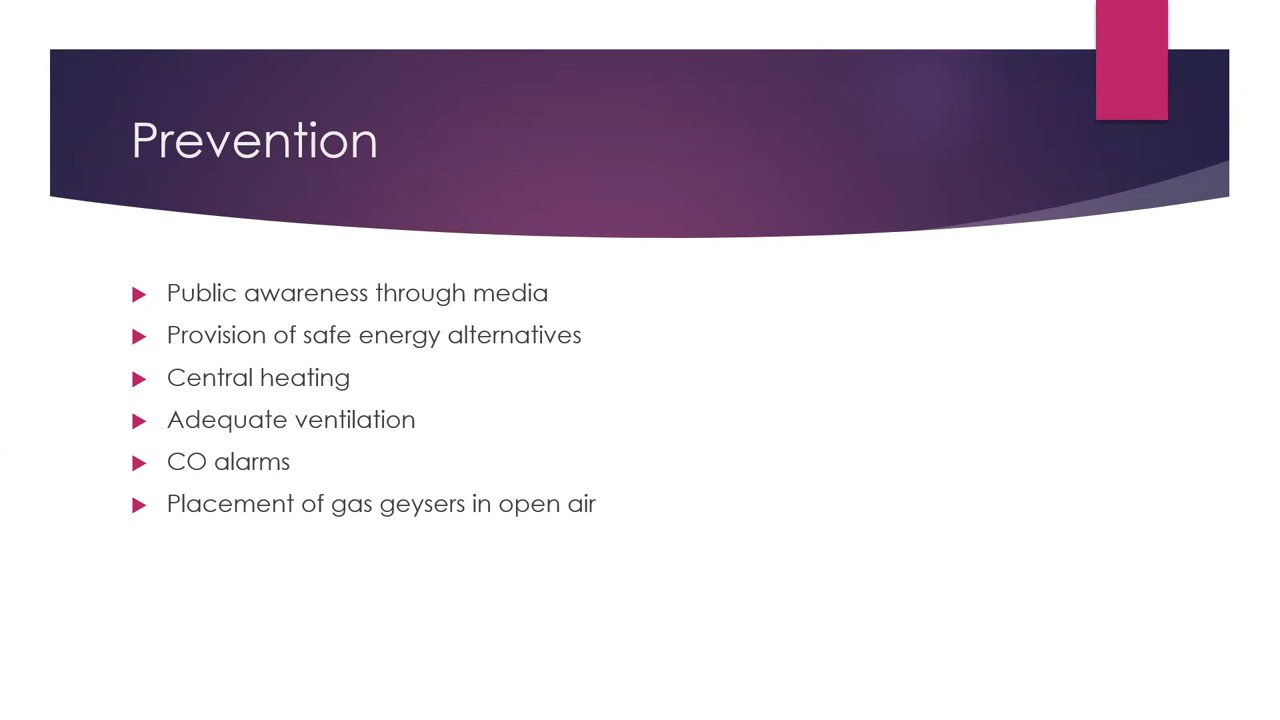 Prevention
Public awareness through media
Provision of safe energy alternatives
Central heating
Adequate ventilation
CO alarms
Placement of gas geysers in open air